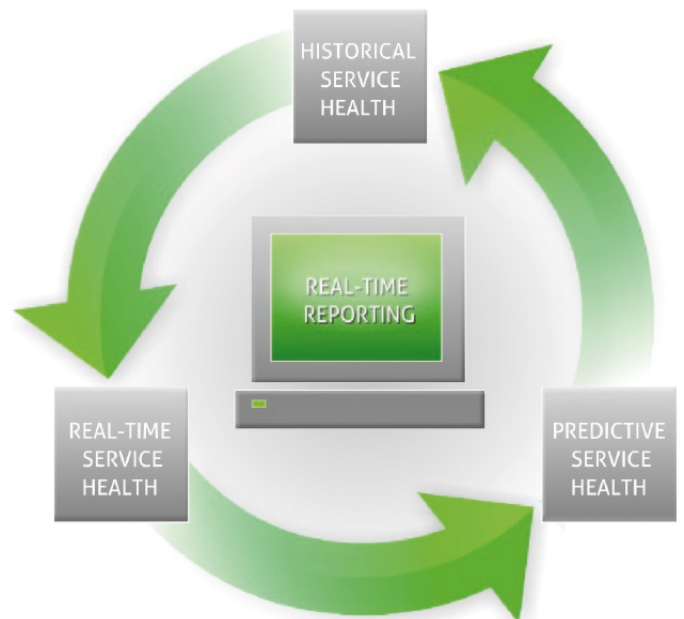 HISTORICAL
SERVICE
HEALTH
REAL-TIME
REPORTING
REAL-TIME
SERVICE
HEALTH
PREDICTIVE
SERVICE
HEALTH